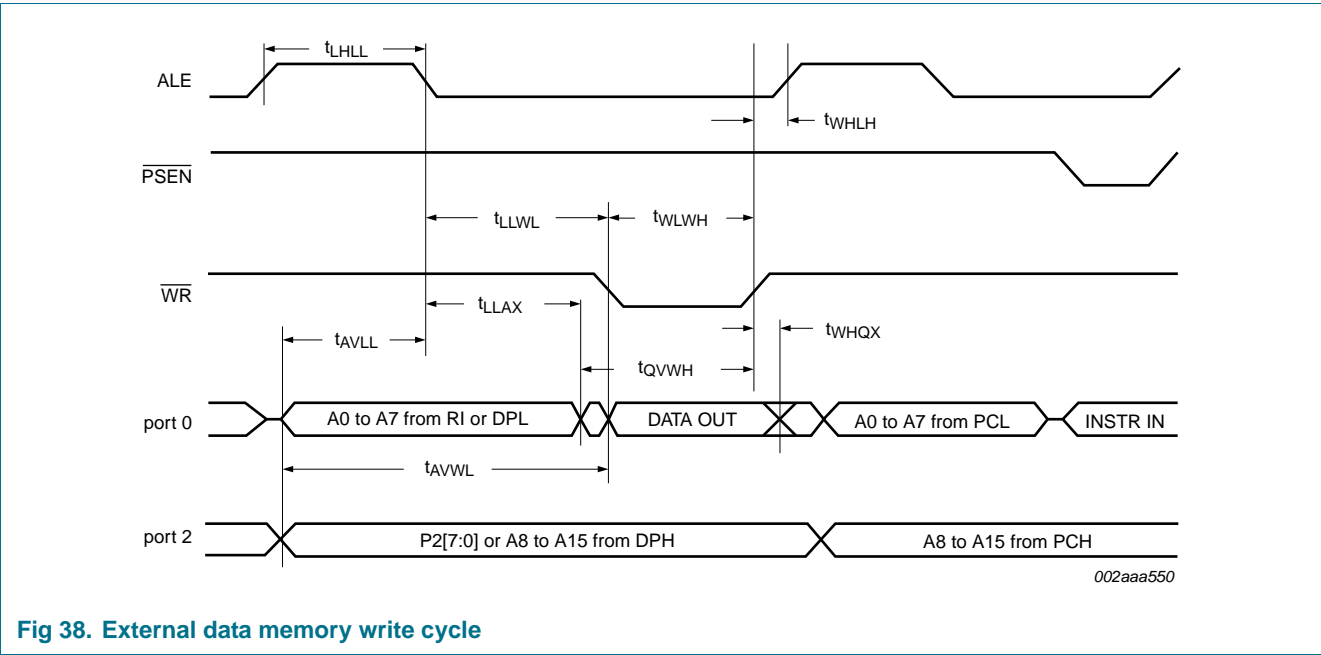 tLHLL
ALE
tWHLH
PSEN
tLLWL
tWLWH
WR
tLLAX
tAVLL
tWHQX
tQVWH
port 0
A0 to A7 from RI or DPL
DATA OUT
A0 to A7 from PCL
INSTR IN
tAVWL
port 2
P2[7:0] or A8 to A15 from DPH
A8 to A15 from PCH
002aaa550
Fig 38. External data memory write cycle